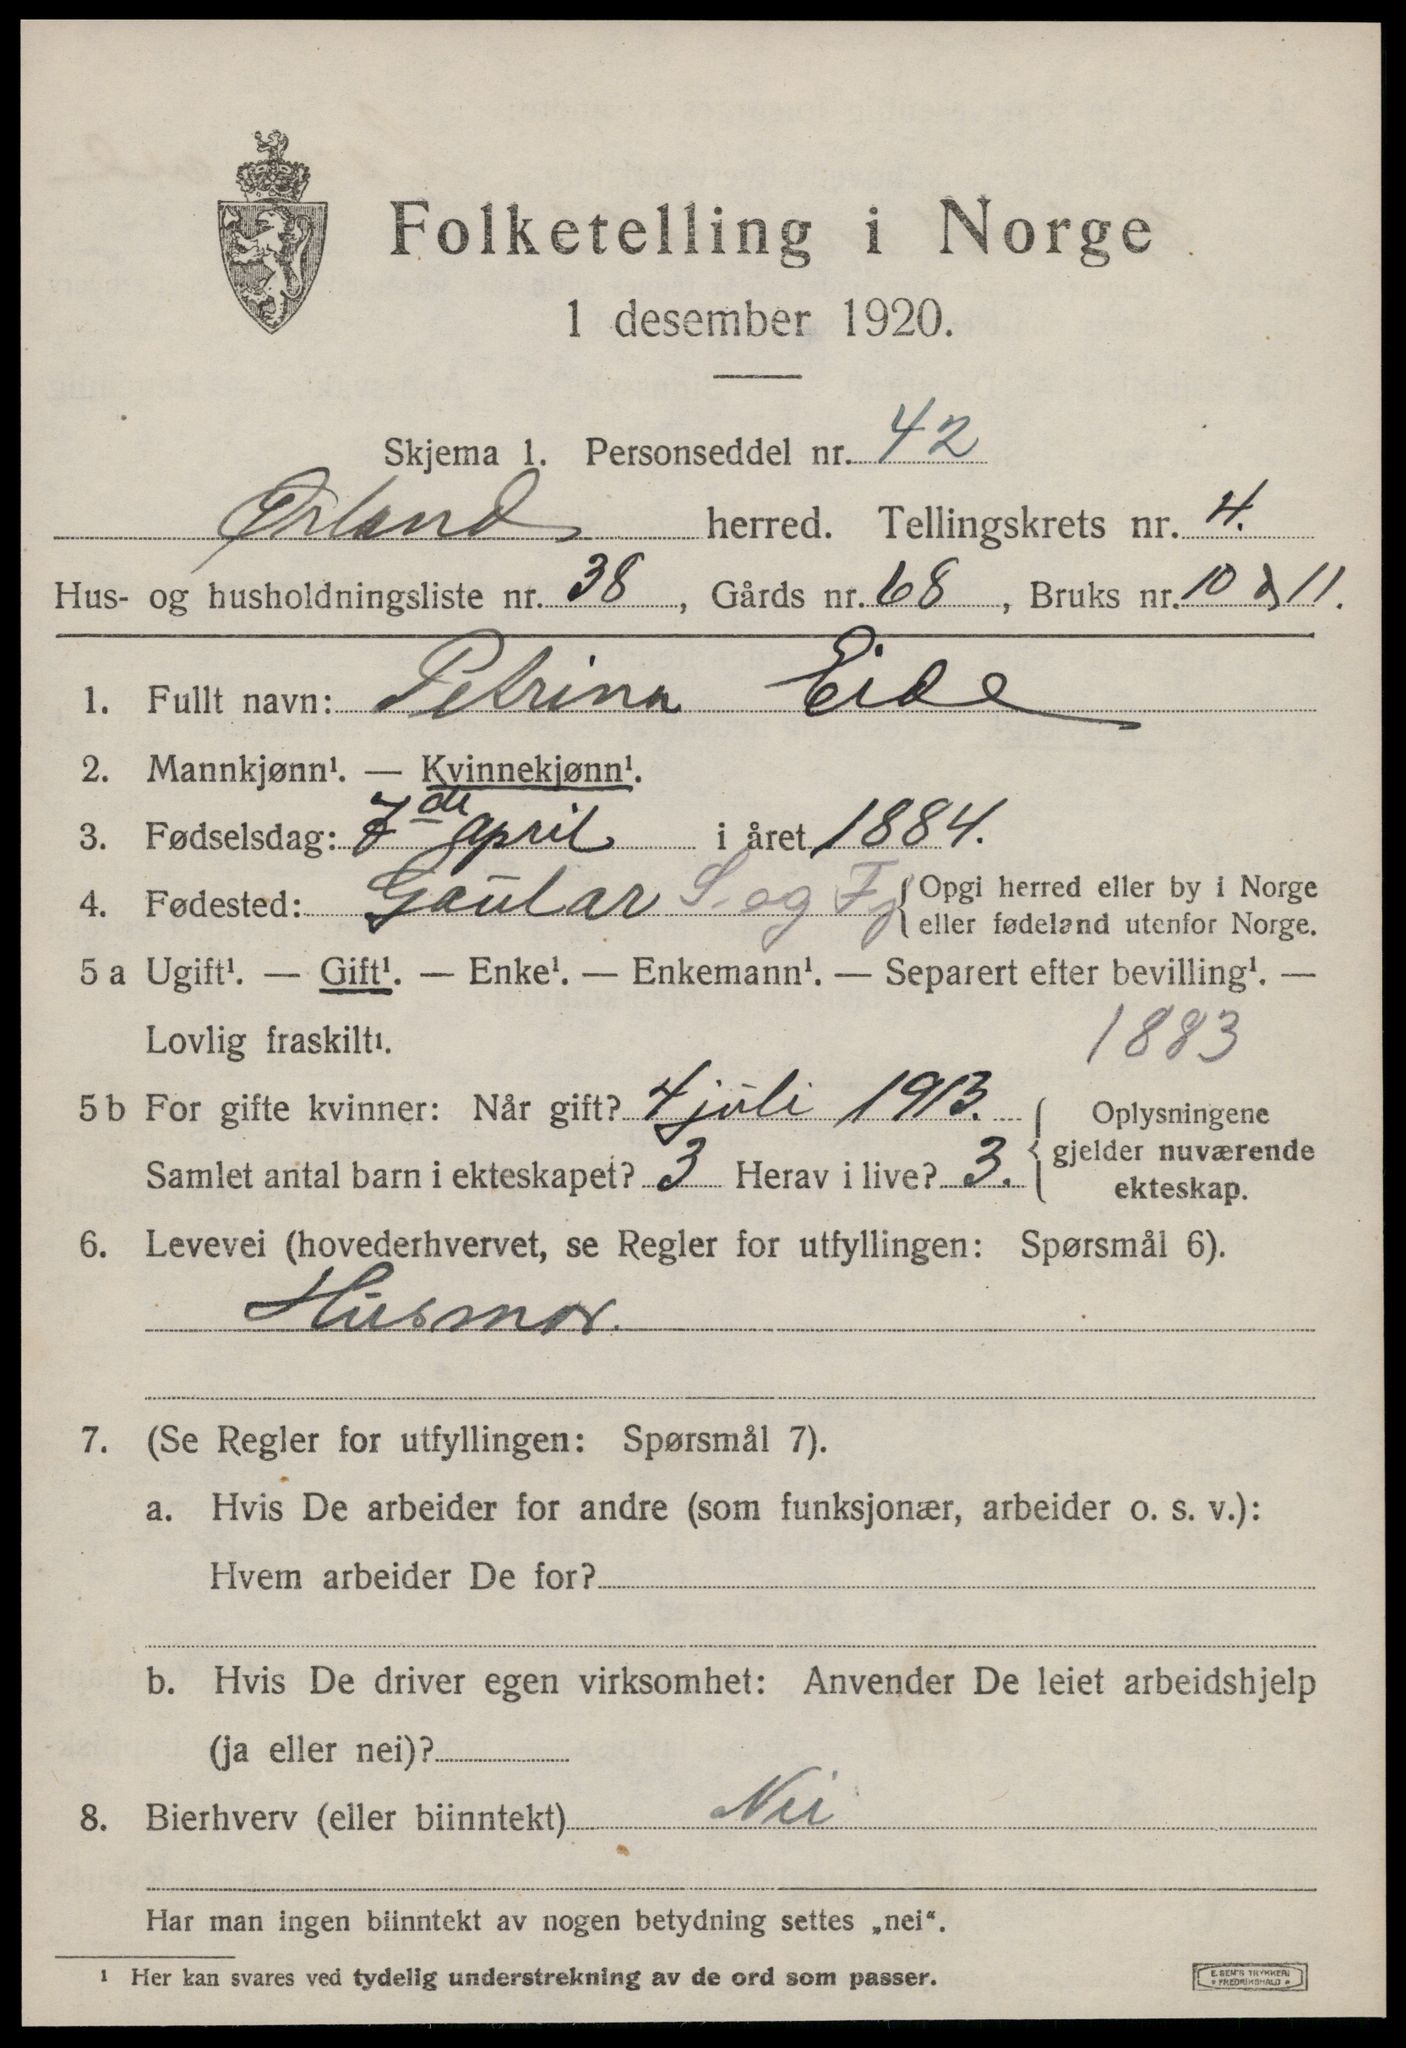 Folketelling i Norge
1 desember 1920.
Skjema 1. Personseddel nr. 42
Ørland herred. Tellingskrets nr. 4.
Hus- og husholdningsliste nr. 38, Gårds nr. 68, Bruks nr. 10 & 11.
1. Fullt navn: Petrina Eide
2. Mannkjønn¹. — Kvinnekjønn¹.
3. Fødselsdag: 7de april i året 1884.
4. Fødested: Gaular S. og Fj {Opgi herred eller by i Norge
eller fødeland utenfor Norge.
5 a Ugift¹. — Gift¹. — Enke¹. — Enkemann¹. — Separert efter bevilling¹. —
Lovlig fraskilt¹.
1883
5 b For gifte kvinner: Når gift? 4 juli 1913. { Oplysningene
gjelder nuværende
ekteskap.
Samlet antal barn i ekteskapet? 3 Herav i live? 3.
6. Levevei (hovederhvervet, se Regler for utfyllingen: Spørsmål 6).
Husmor.
7. (Se Regler for utfyllingen: Spørsmål 7).
a. Hvis De arbeider for andre (som funksjonær, arbeider o. s. v.):
Hvem arbeider De for?
b. Hvis De driver egen virksomhet: Anvender De leiet arbeidshjelp
(ja eller nei)?
8. Bierhverv (eller biinntekt) Nei
Har man ingen biinntekt av nogen betydning settes „nei“.
¹ Her kan svares ved tydelig understrekning av de ord som passer.
E. SEM'S TRYKKERI
* FREDRIKSHALD *